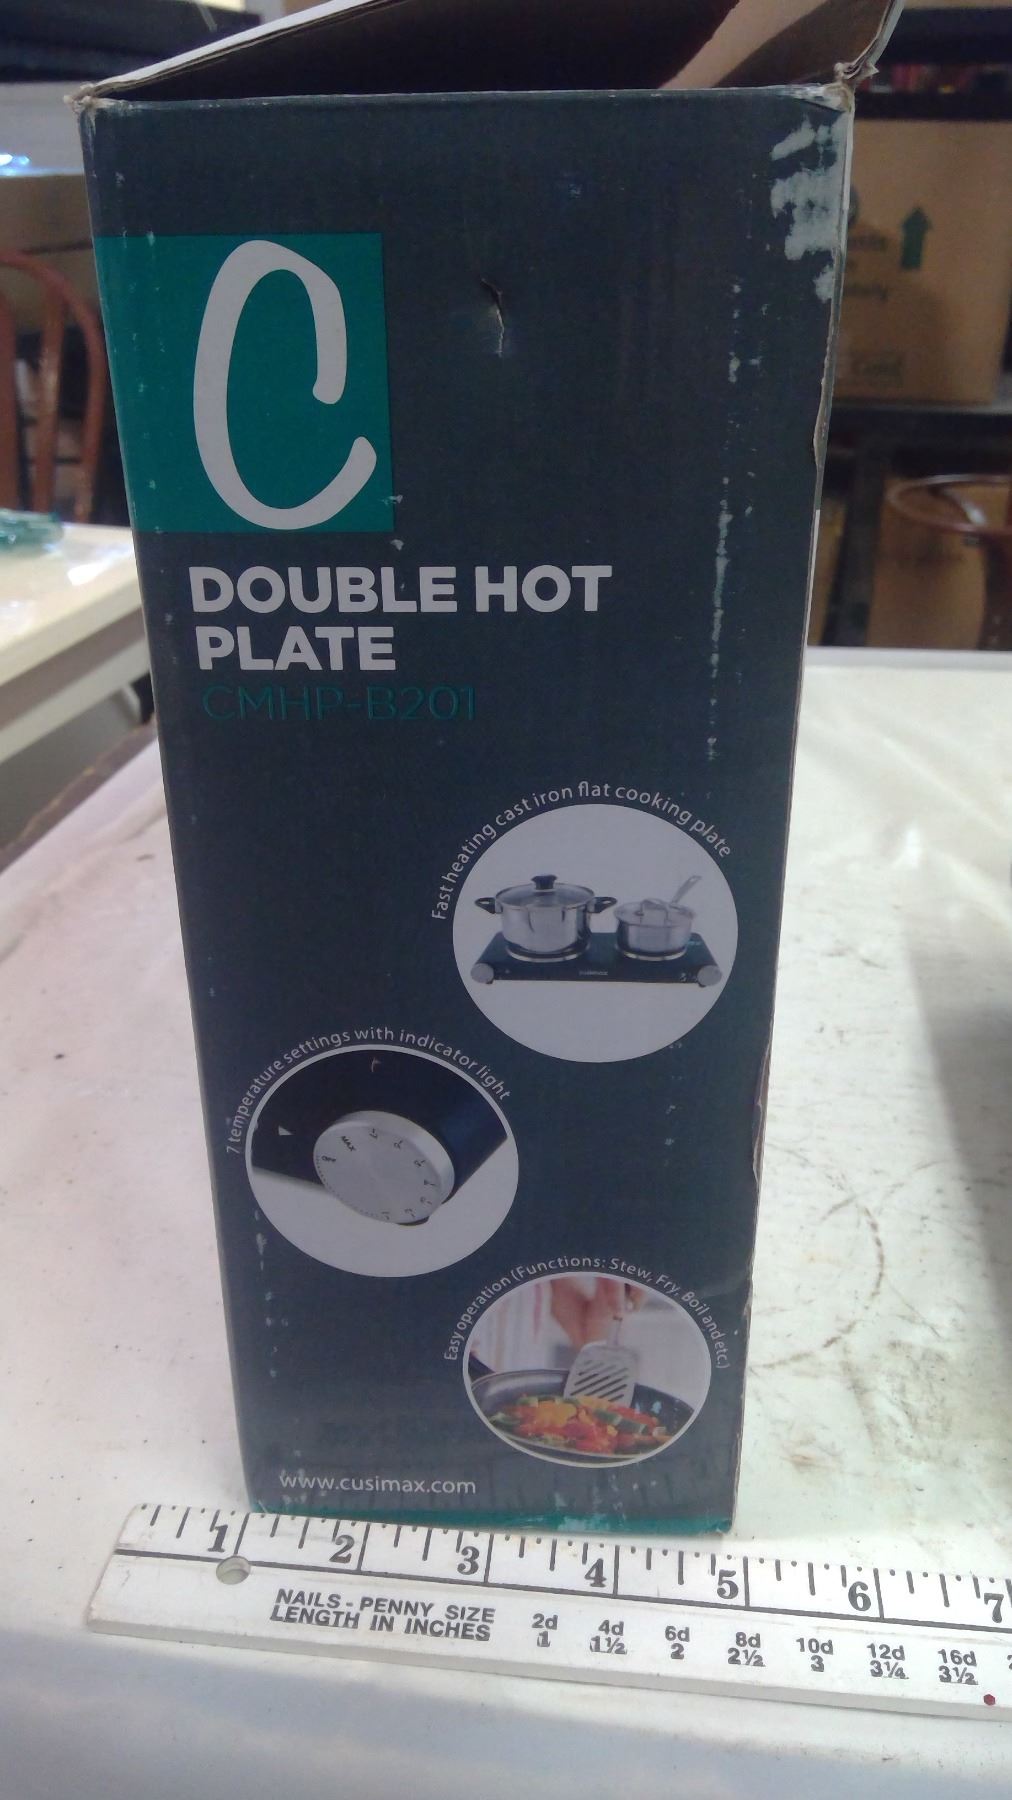 C
DOUBLE HOT
PLATE
CMHP-B201
Fast heating cast iron flat cooking plate
cusimax
7 temperature settings with indicator light
MAX
Easy operation (Functions: Stew, Fry, Boil and etc.)
www.cusimax.com
1 2 3 4 5 6 7
NAILS - PENNY SIZE
LENGTH IN INCHES
2d 4d 6d 8d 10d 12d 16d
1 1½ 2 2½ 3 3¼ 3½